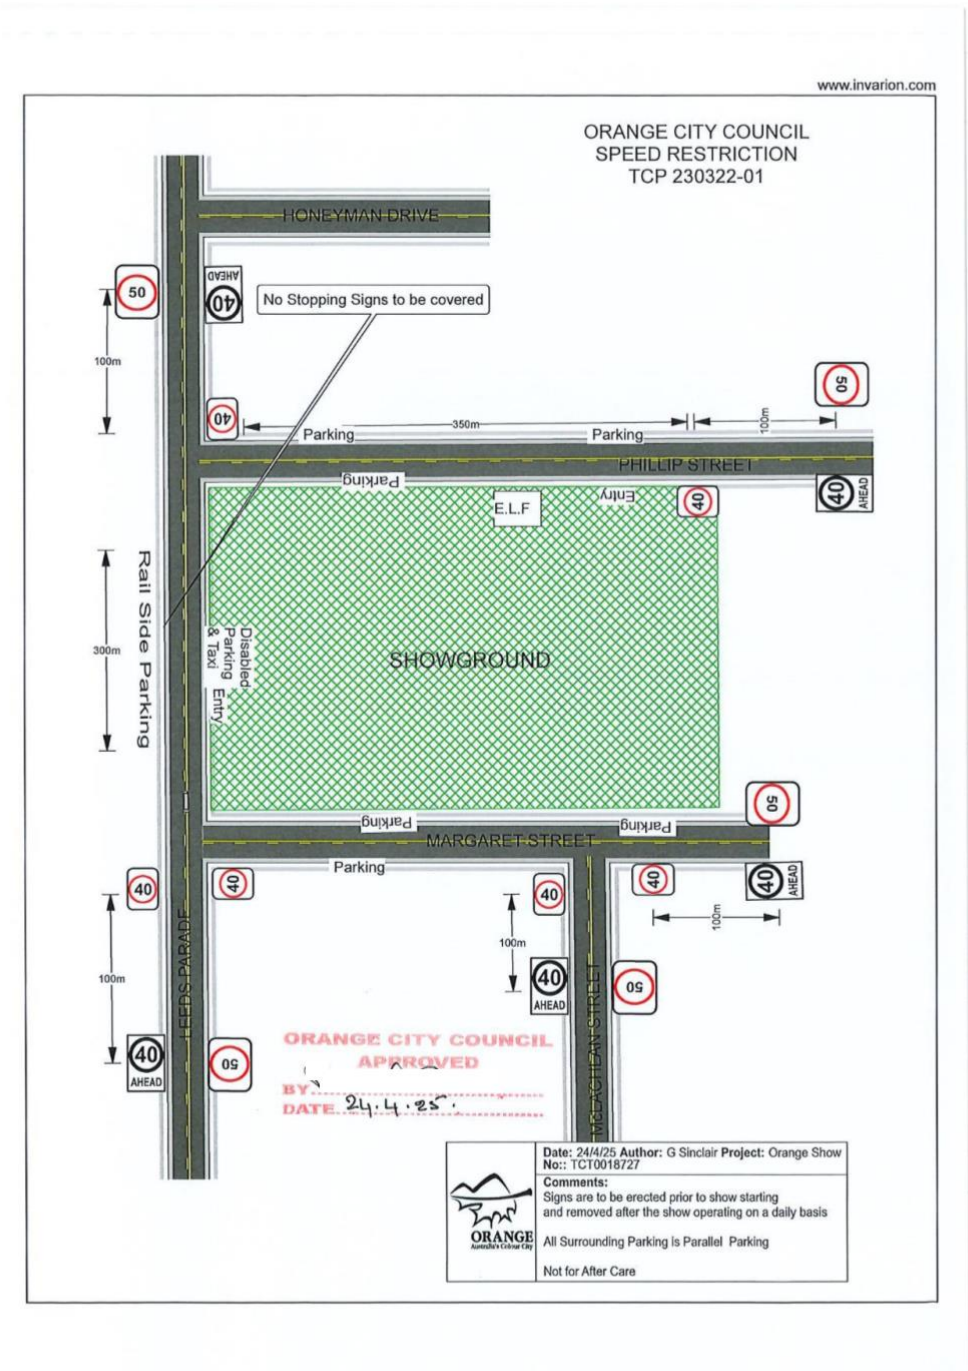 www.invarion.com
ORANGE CITY COUNCIL
SPEED RESTRICTION
TCP 230322-01
HONEYMAN DRIVE
50
AHEAD
40
No Stopping Signs to be covered
100m
40
350m
100m
50
Parking
Parking
PHILLIP STREET
Parking
Entry
40
40
AHEAD
E.L.F
Rail Side Parking
300m
Disabled
Parking
& Taxi
Entry
SHOWGROUND
50
Parking
Parking
MARGARET STREET
Parking
40
40
40
40
40
AHEAD
100m
100m
100m
LEEDS PARADE
40
AHEAD
50
McLACHLAN STREET
40
AHEAD
50
ORANGE CITY COUNCIL
APPROVED
BY
DATE 24.4.25.
Date: 24/4/25 Author: G Sinclair Project: Orange Show
No:: TCT0018727
Comments:
Signs are to be erected prior to show starting
and removed after the show operating on a daily basis
All Surrounding Parking is Parallel Parking
Not for After Care
ORANGE
Australia's Colour City